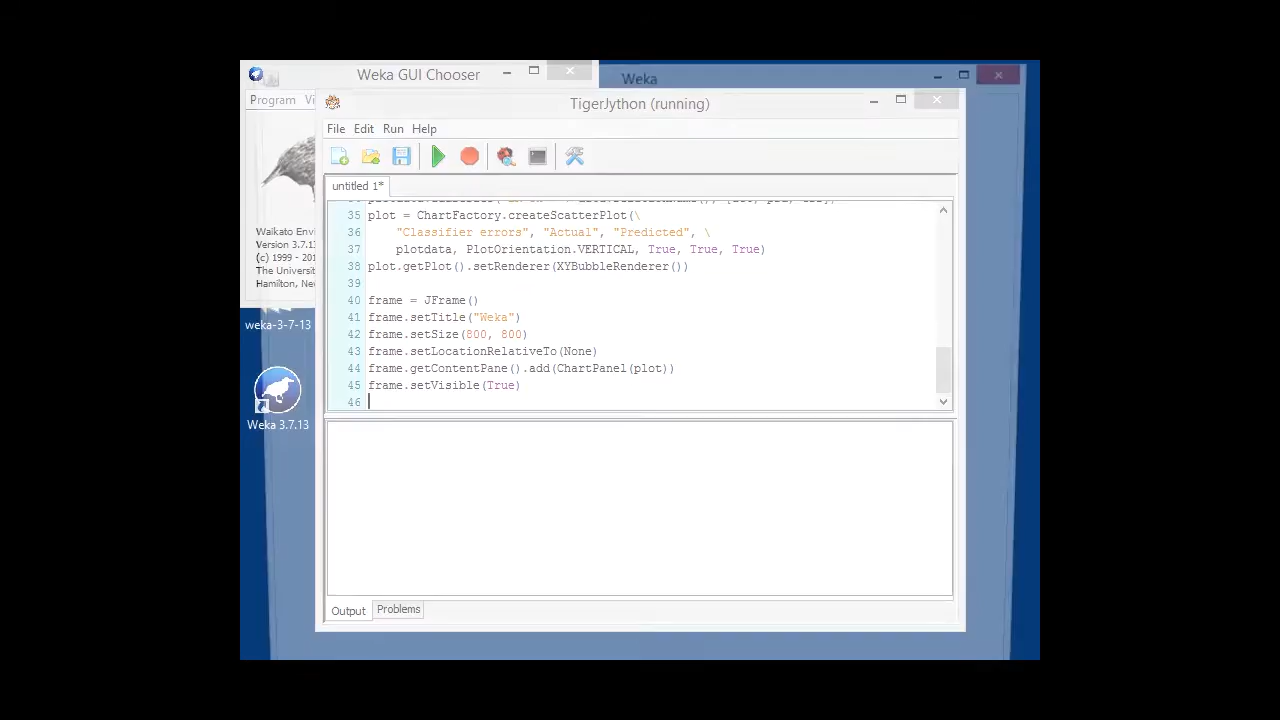 Weka GUI Chooser
Weka
Program Vi
TigerJython (running)
File Edit Run Help
untitled 1*
35 plot = ChartFactory.createScatterPlot(\
36 "Classifier errors", "Actual", "Predicted", \
37 plotdata, PlotOrientation.VERTICAL, True, True, True)
38 plot.getPlot().setRenderer(XYBubbleRenderer())
39
40 frame = JFrame()
41 frame.setTitle("Weka")
42 frame.setSize(800, 800)
43 frame.setLocationRelativeTo(None)
44 frame.getContentPane().add(ChartPanel(plot))
45 frame.setVisible(True)
46
Waikato Envi
Version 3.7.13
(c) 1999 - 201
The Universit
Hamilton, New
weka-3-7-13
Weka 3.7.13
Output Problems